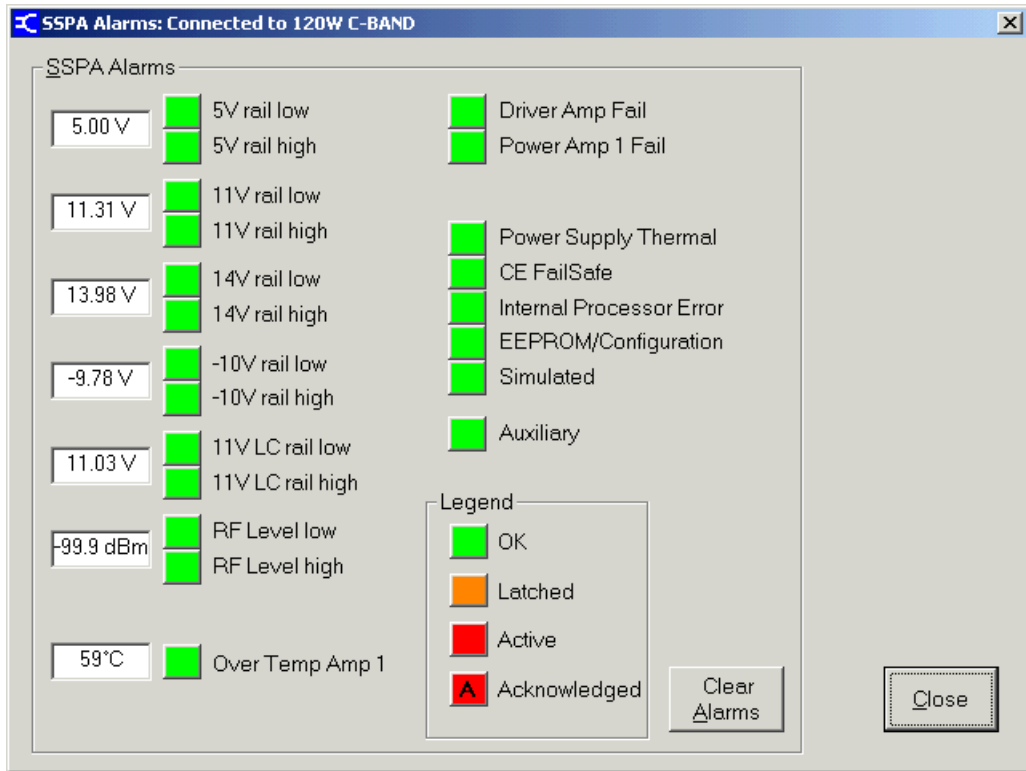 SSPA Alarms: Connected to 120W C-BAND
SSPA Alarms
5.00 V
5V rail low
5V rail high
11.31 V
11V rail low
11V rail high
13.98 V
14V rail low
14V rail high
-9.78 V
-10V rail low
-10V rail high
11.03 V
11V LC rail low
11V LC rail high
-99.9 dBm
RF Level low
RF Level high
59°C
Over Temp Amp 1
Driver Amp Fail
Power Amp 1 Fail
Power Supply Thermal
CE FailSafe
Internal Processor Error
EEPROM/Configuration
Simulated
Auxiliary
Legend
OK
Latched
Active
A Acknowledged
Clear
Alarms
Close